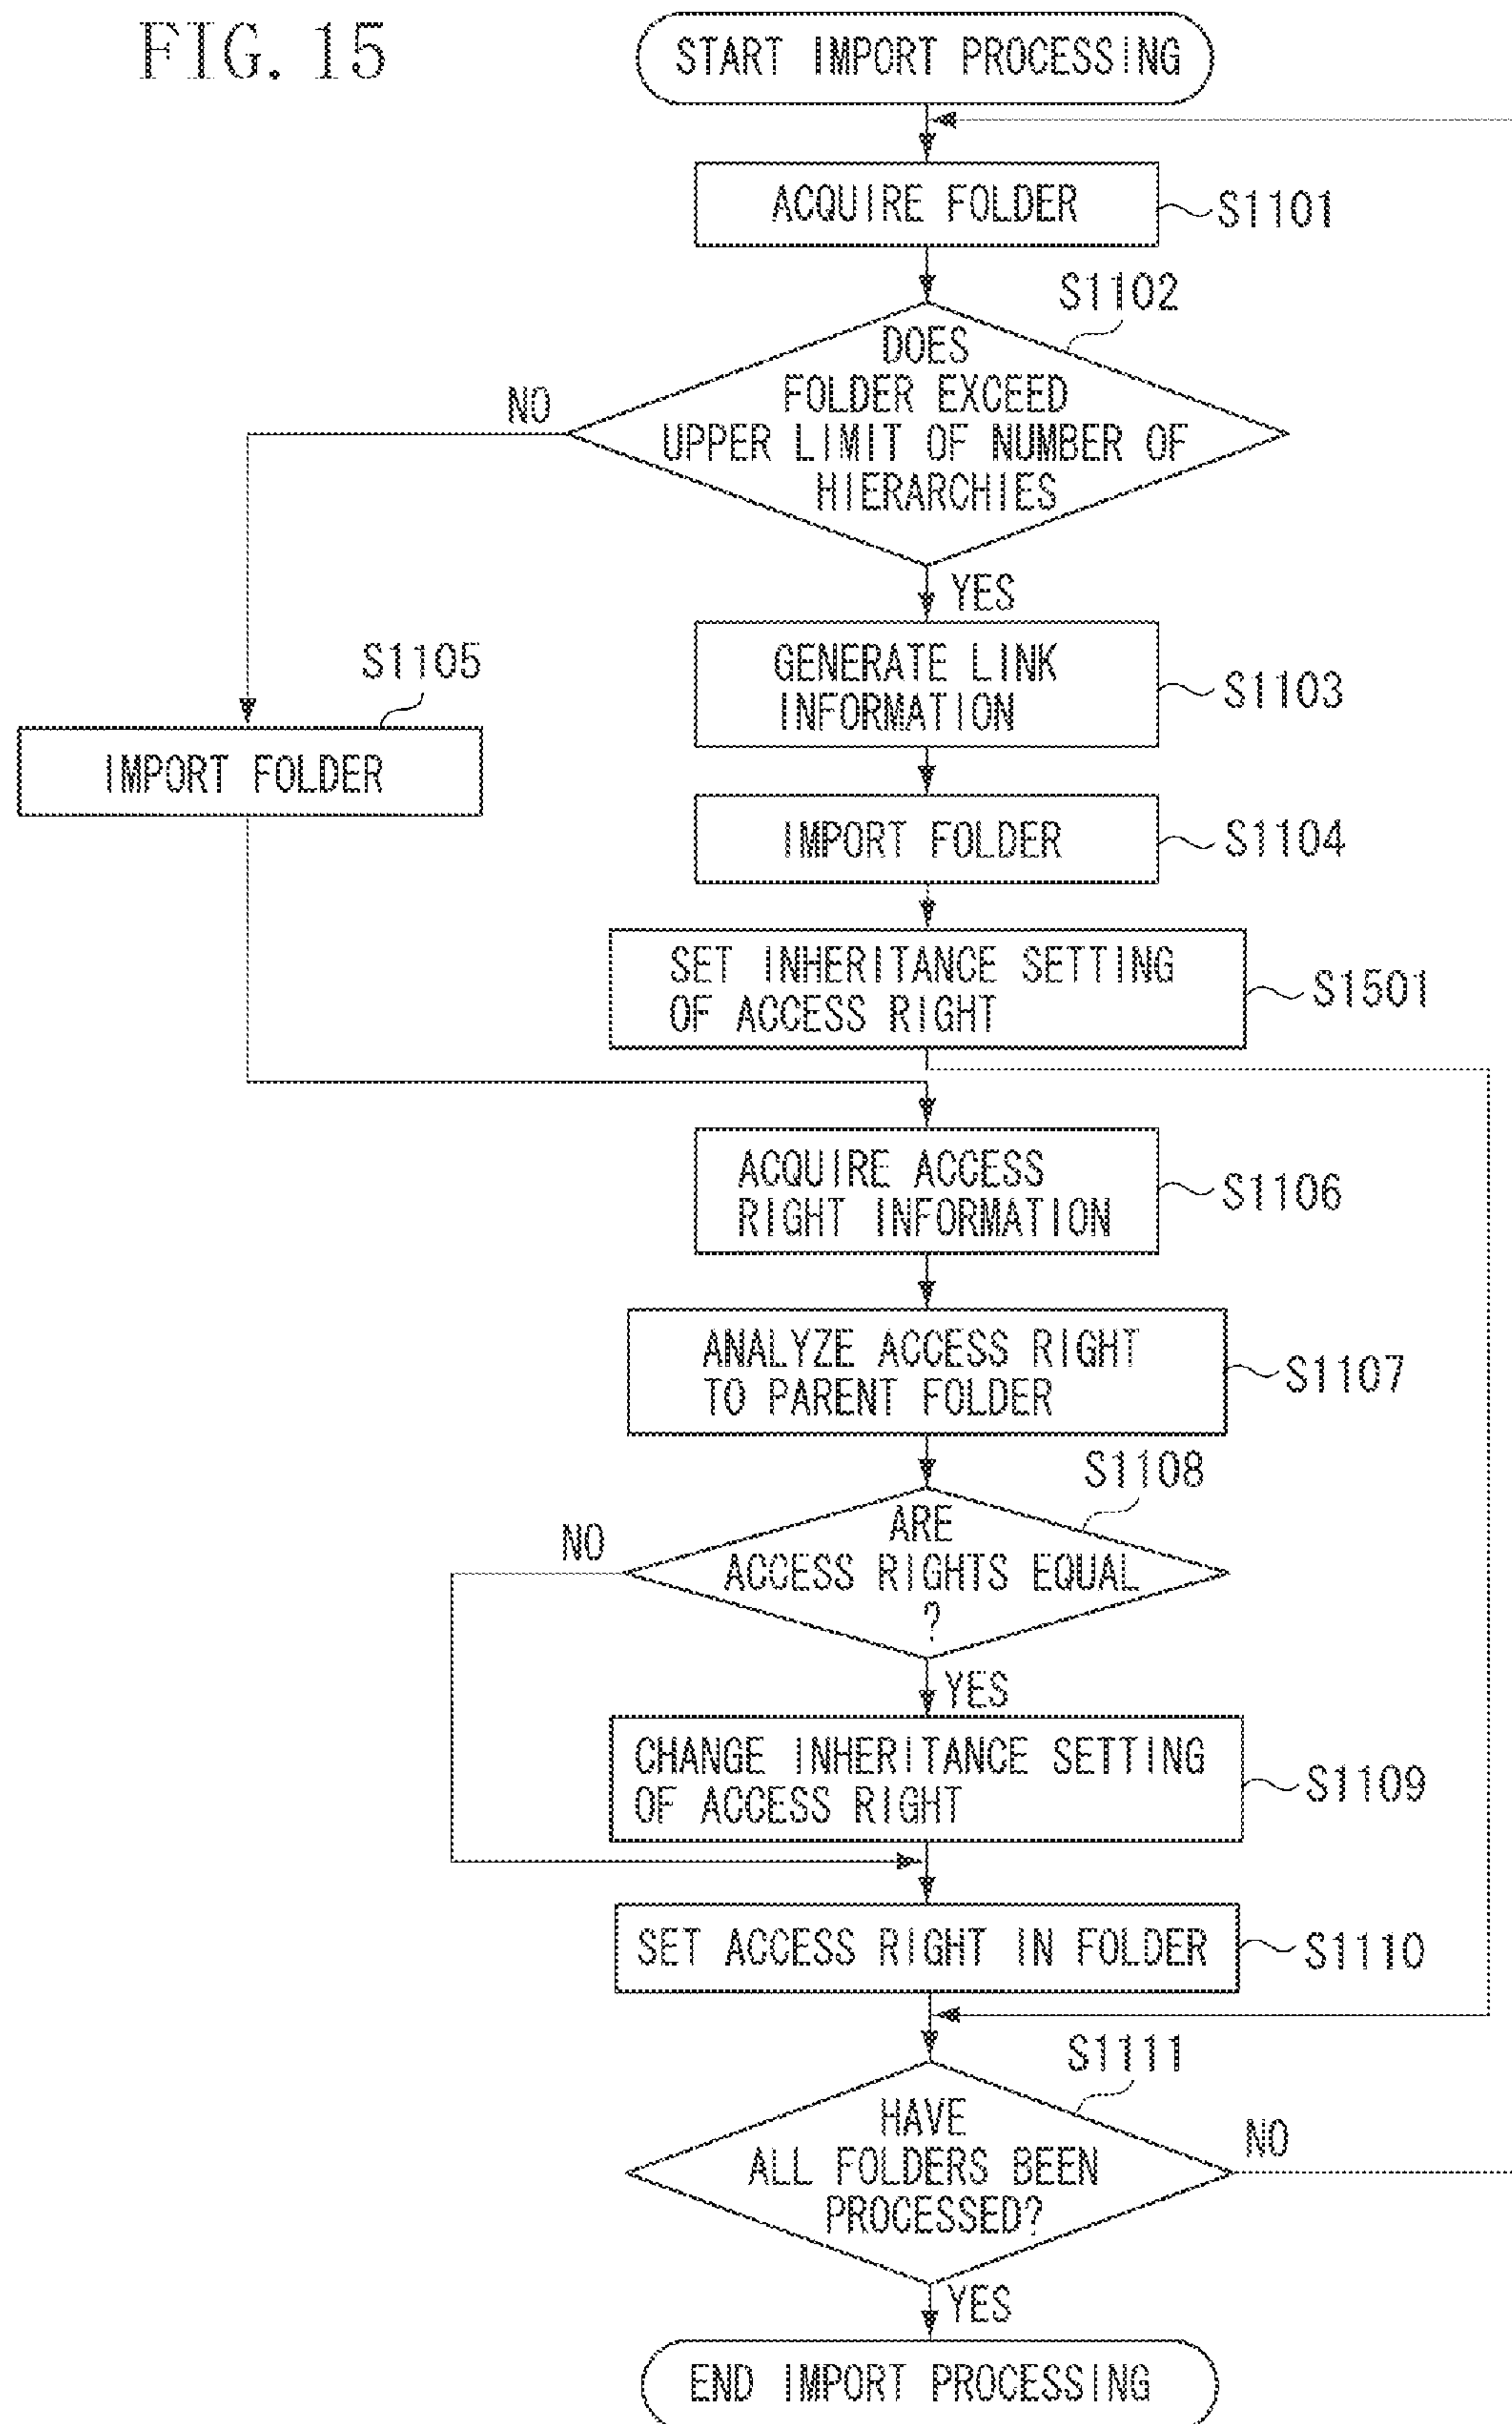 FIG. 15
START IMPORT PROCESSING
ACQUIRE FOLDER
S1101
S1102
DOES
FOLDER EXCEED
UPPER LIMIT OF NUMBER OF
HIERARCHIES
NO
YES
GENERATE LINK
INFORMATION
S1103
S1105
IMPORT FOLDER
IMPORT FOLDER
S1104
SET INHERITANCE SETTING
OF ACCESS RIGHT
S1501
ACQUIRE ACCESS
RIGHT INFORMATION
S1106
ANALYZE ACCESS RIGHT
TO PARENT FOLDER
S1107
S1108
ARE
ACCESS RIGHTS EQUAL
?
NO
YES
CHANGE INHERITANCE SETTING
OF ACCESS RIGHT
S1109
SET ACCESS RIGHT IN FOLDER
S1110
S1111
HAVE
ALL FOLDERS BEEN
PROCESSED?
NO
YES
END IMPORT PROCESSING